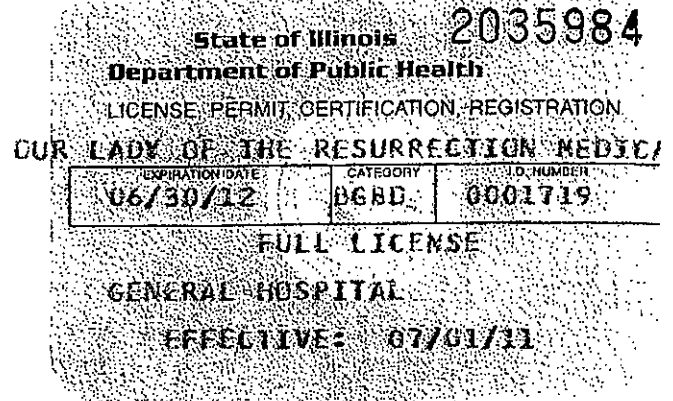 State of Illinois 2035984
Department of Public Health
LICENSE, PERMIT, CERTIFICATION, REGISTRATION
OUR LADY OF THE RESURRECTION MEDICA
EXPIRATION DATE CATEGORY I.D. NUMBER
06/30/12 BGBD 0001719
FULL LICENSE
GENERAL HOSPITAL
EFFECTIVE: 07/01/11